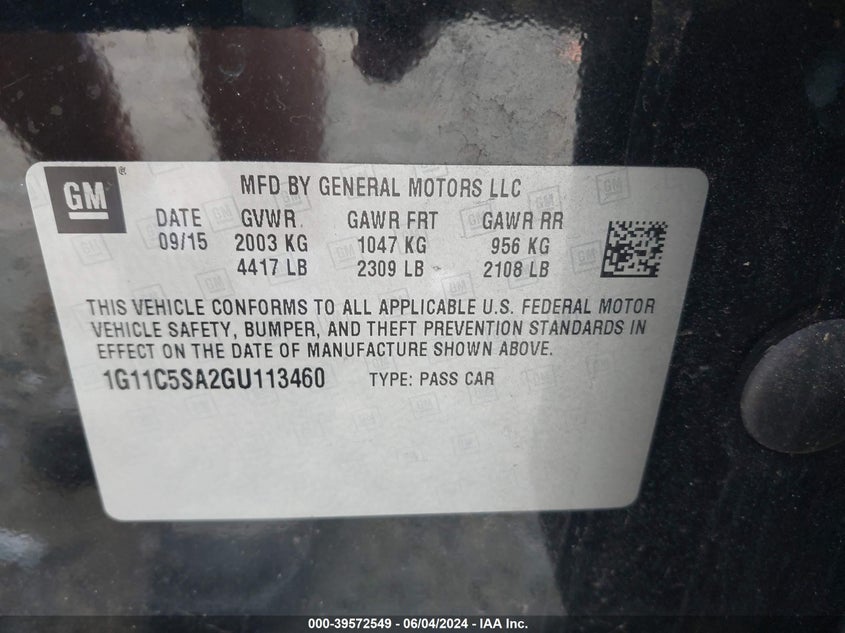 GM ®
MFD BY GENERAL MOTORS LLC
DATE GVWR GAWR FRT GAWR RR
09/15 2003 KG 1047 KG 956 KG
4417 LB 2309 LB 2108 LB
THIS VEHICLE CONFORMS TO ALL APPLICABLE U.S. FEDERAL MOTOR
VEHICLE SAFETY, BUMPER, AND THEFT PREVENTION STANDARDS IN
EFFECT ON THE DATE OF MANUFACTURE SHOWN ABOVE.
1G11C5SA2GU113460 TYPE: PASS CAR
000-39572549 - 06/04/2024 - IAA Inc.